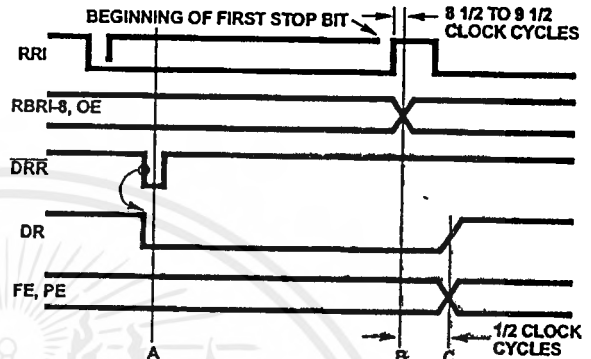 BEGINNING OF FIRST STOP BIT
8 1/2 TO 9 1/2
CLOCK CYCLES
RRI
RBRI-8, OE
DRR
DR
FE, PE
1/2 CLOCK
CYCLES
A
B
C